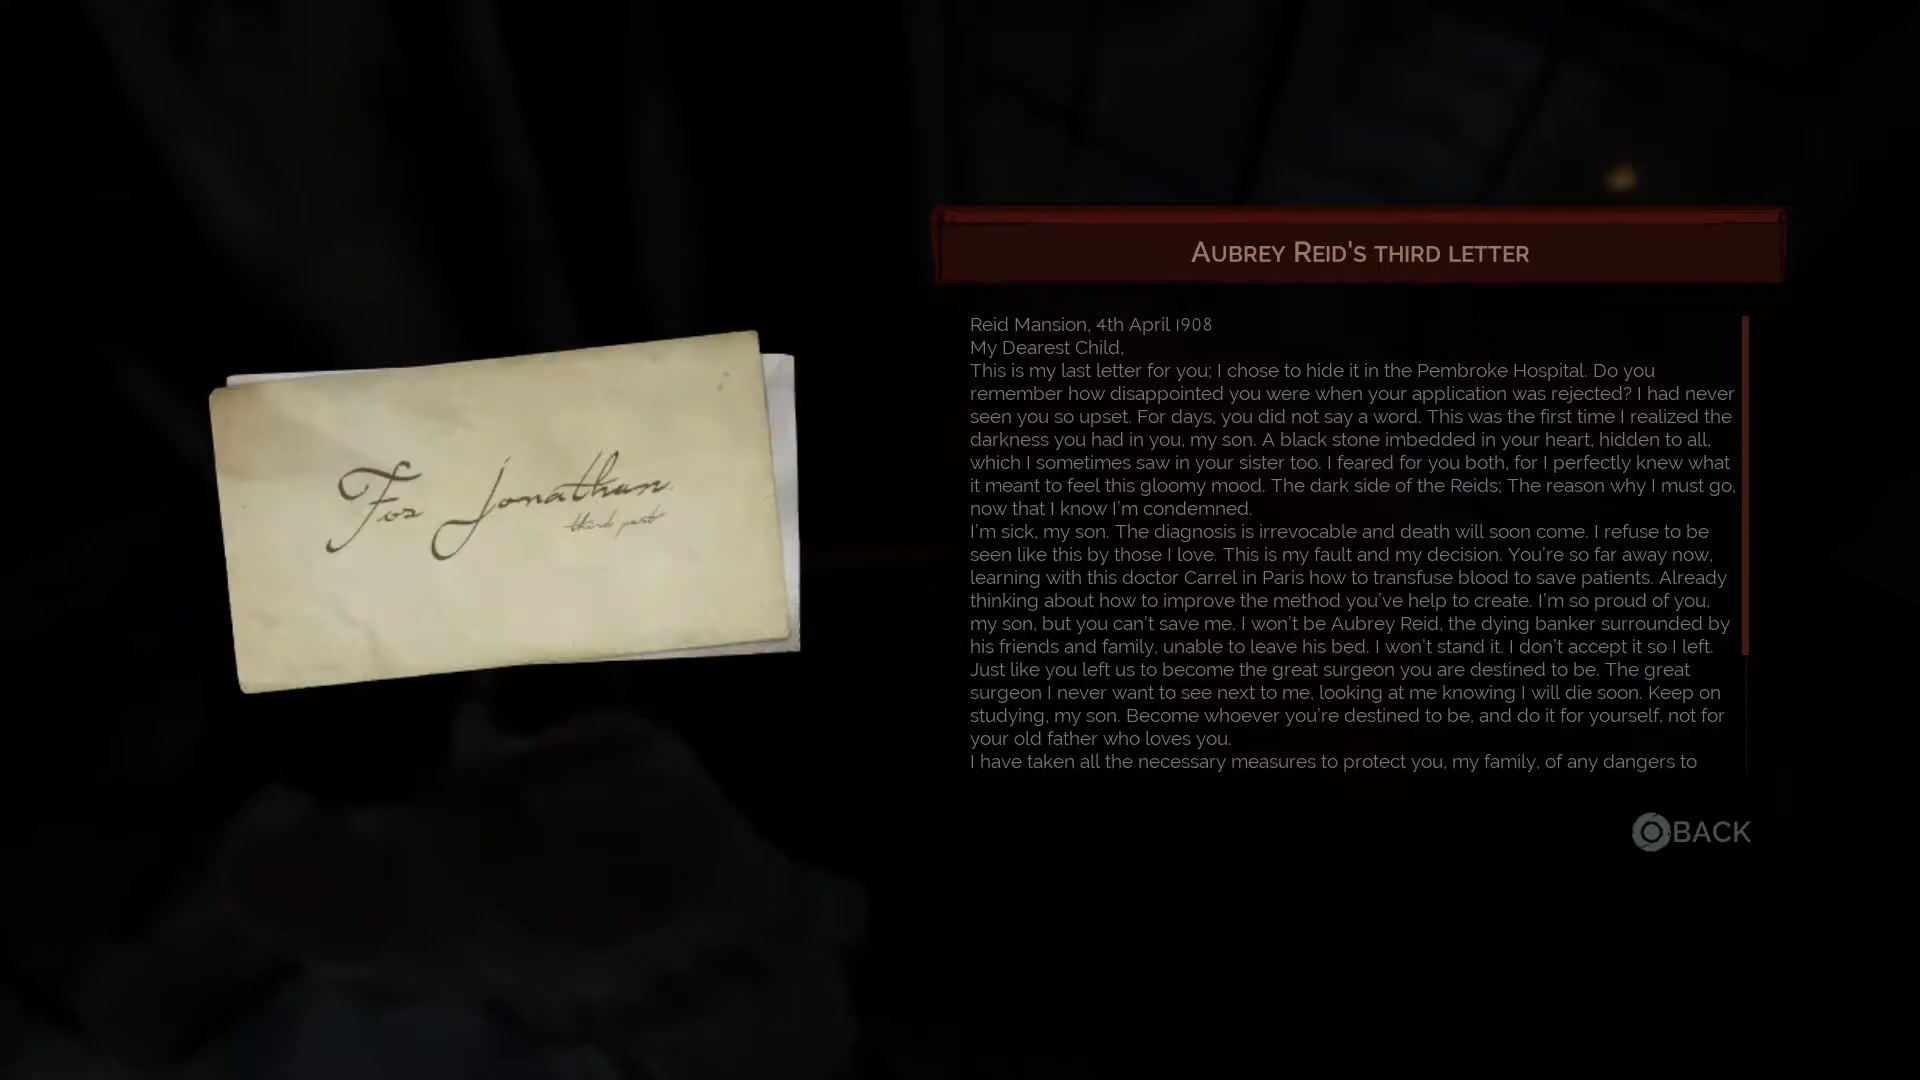 For Jonathan
third part
AUBREY REID'S THIRD LETTER
Reid Mansion, 4th April 1908
My Dearest Child,
This is my last letter for you; I chose to hide it in the Pembroke Hospital. Do you
remember how disappointed you were when your application was rejected? I had never
seen you so upset. For days, you did not say a word. This was the first time I realized the
darkness you had in you, my son. A black stone imbedded in your heart, hidden to all,
which I sometimes saw in your sister too. I feared for you both, for I perfectly knew what
it meant to feel this gloomy mood. The dark side of the Reids; The reason why I must go,
now that I know I'm condemned.
I'm sick, my son. The diagnosis is irrevocable and death will soon come. I refuse to be
seen like this by those I love. This is my fault and my decision. You're so far away now,
learning with this doctor Carrel in Paris how to transfuse blood to save patients. Already
thinking about how to improve the method you've help to create. I'm so proud of you,
my son, but you can't save me. I won't be Aubrey Reid, the dying banker surrounded by
his friends and family, unable to leave his bed. I won't stand it. I don't accept it so I left.
Just like you left us to become the great surgeon you are destined to be. The great
surgeon I never want to see next to me, looking at me knowing I will die soon. Keep on
studying, my son. Become whoever you're destined to be, and do it for yourself, not for
your old father who loves you.
I have taken all the necessary measures to protect you, my family, of any dangers to
BACK